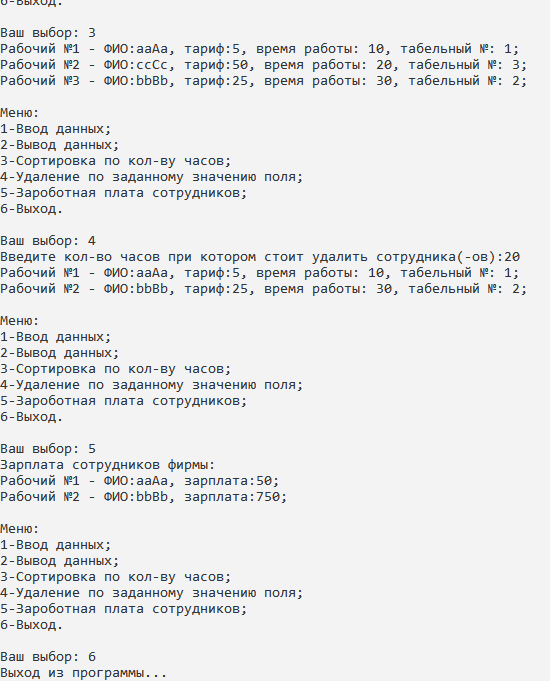 6-Выход.
Ваш выбор: 3
Рабочий №1 - ФИО:aaAa, тариф:5, время работы: 10, табельный №: 1;
Рабочий №2 - ФИО:ccCc, тариф:50, время работы: 20, табельный №: 3;
Рабочий №3 - ФИО:bbBb, тариф:25, время работы: 30, табельный №: 2;
Меню:
1-Ввод данных;
2-Вывод данных;
3-Сортировка по кол-ву часов;
4-Удаление по заданному значению поля;
5-Зароботная плата сотрудников;
6-Выход.
Ваш выбор: 4
Введите кол-во часов при котором стоит удалить сотрудника(-ов):20
Рабочий №1 - ФИО:aaAa, тариф:5, время работы: 10, табельный №: 1;
Рабочий №2 - ФИО:bbBb, тариф:25, время работы: 30, табельный №: 2;
Меню:
1-Ввод данных;
2-Вывод данных;
3-Сортировка по кол-ву часов;
4-Удаление по заданному значению поля;
5-Зароботная плата сотрудников;
6-Выход.
Ваш выбор: 5
Зарплата сотрудников фирмы:
Рабочий №1 - ФИО:aaAa, зарплата:50;
Рабочий №2 - ФИО:bbBb, зарплата:750;
Меню:
1-Ввод данных;
2-Вывод данных;
3-Сортировка по кол-ву часов;
4-Удаление по заданному значению поля;
5-Зароботная плата сотрудников;
6-Выход.
Ваш выбор: 6
Выход из программы...